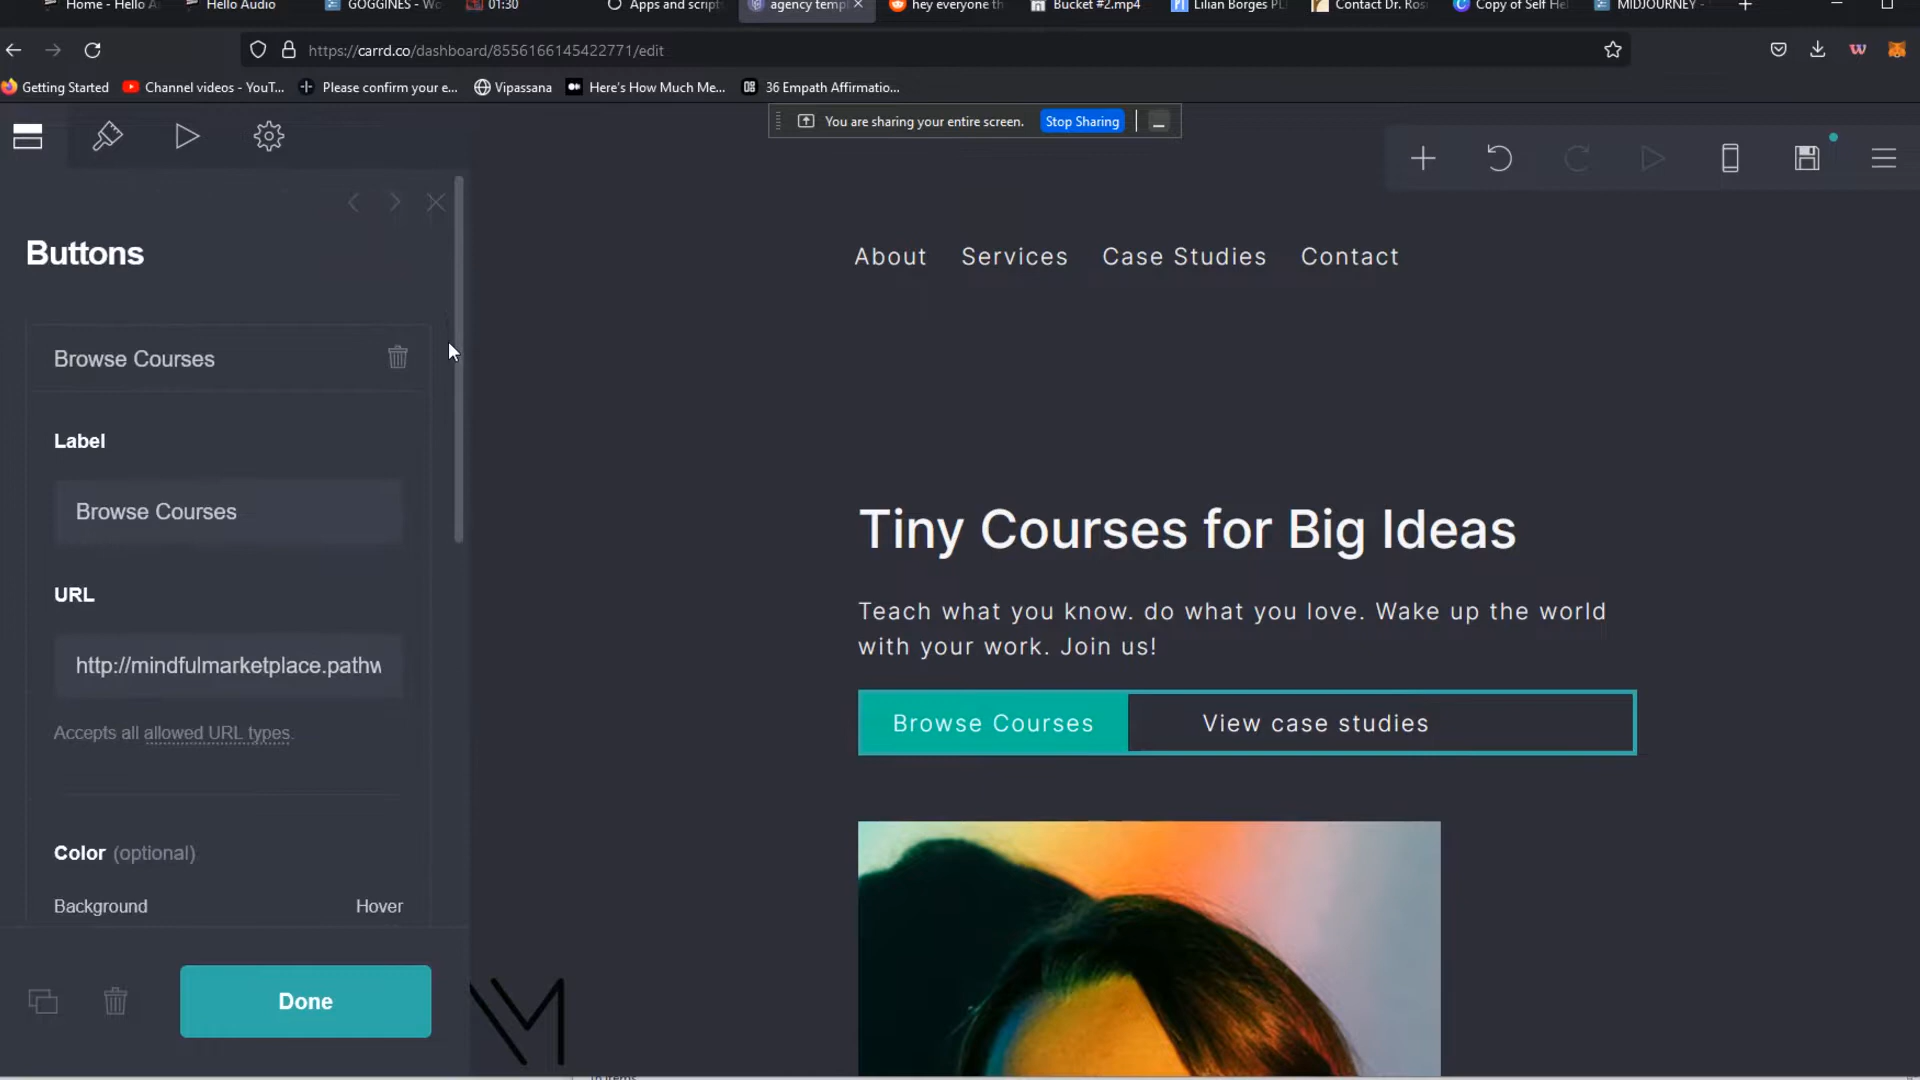 Home - Hello A
Hello Audio
GOGGINES - Wo
01:30
Apps and script
agency templ
hey everyone th
Bucket #2.mp4
Lilian Borges PL
Contact Dr. Ros
Copy of Self Hel
MIDJOURNEY -
https://carrd.co/dashboard/8556166145422771/edit
Getting Started
Channel videos - YouT...
Please confirm your e...
Vipassana
Here's How Much Me...
36 Empath Affirmatio...
You are sharing your entire screen.
Stop Sharing
About
Services
Case Studies
Contact
Buttons
Browse Courses
Label
Browse Courses
URL
http://mindfulmarketplace.pathw
Accepts all allowed URL types.
Color (optional)
Background
Hover
Done
Tiny Courses for Big Ideas
Teach what you know. do what you love. Wake up the world
with your work. Join us!
Browse Courses
View case studies